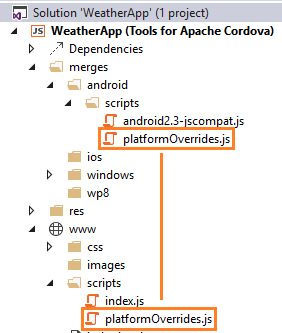 Solution 'WeatherApp' (1 project)
JS WeatherApp (Tools for Apache Cordova)
Dependencies
merges
android
scripts
android2.3-jscompat.js
platformOverrides.js
ios
windows
wp8
res
www
css
images
scripts
index.js
platformOverrides.js